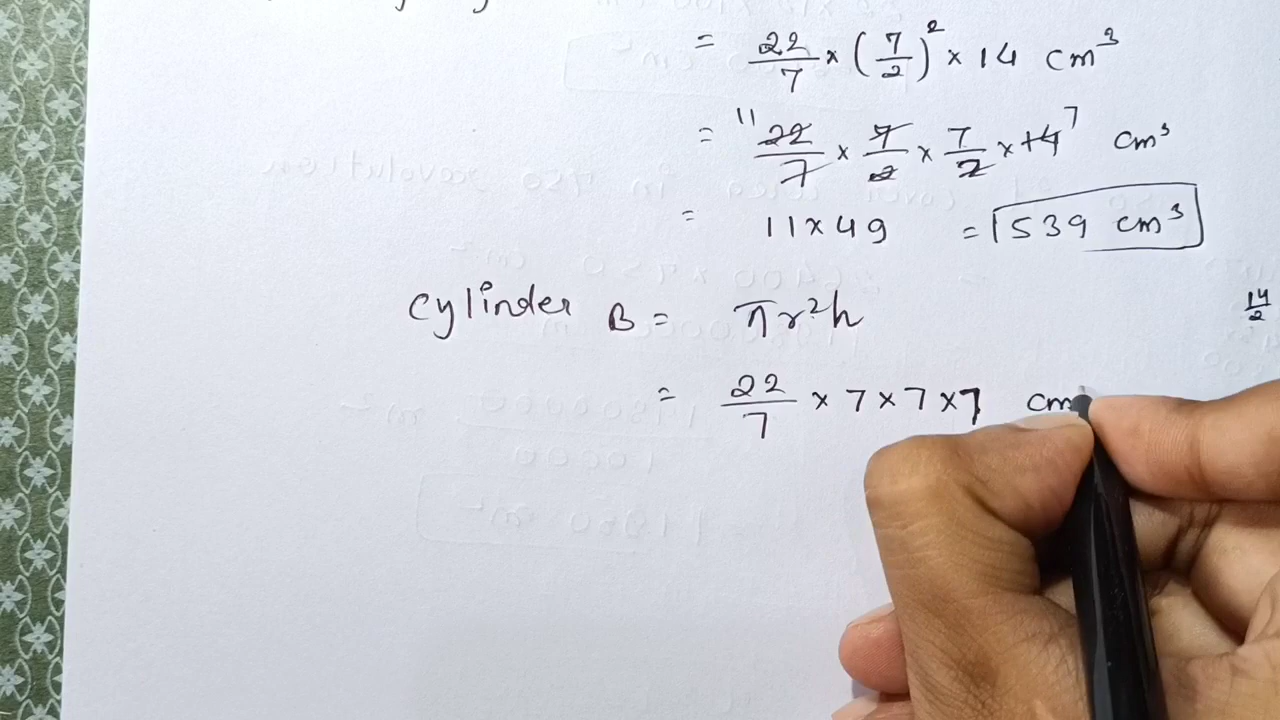 = 22/7 × (7/2)² × 14 cm³
= 11 22/7 × 7/2 × 7/2 × 14 7 cm³
= 11 × 49 = 539 cm³
Cylinder B = πr²h
14/2
= 22/7 × 7 × 7 × 7 cm